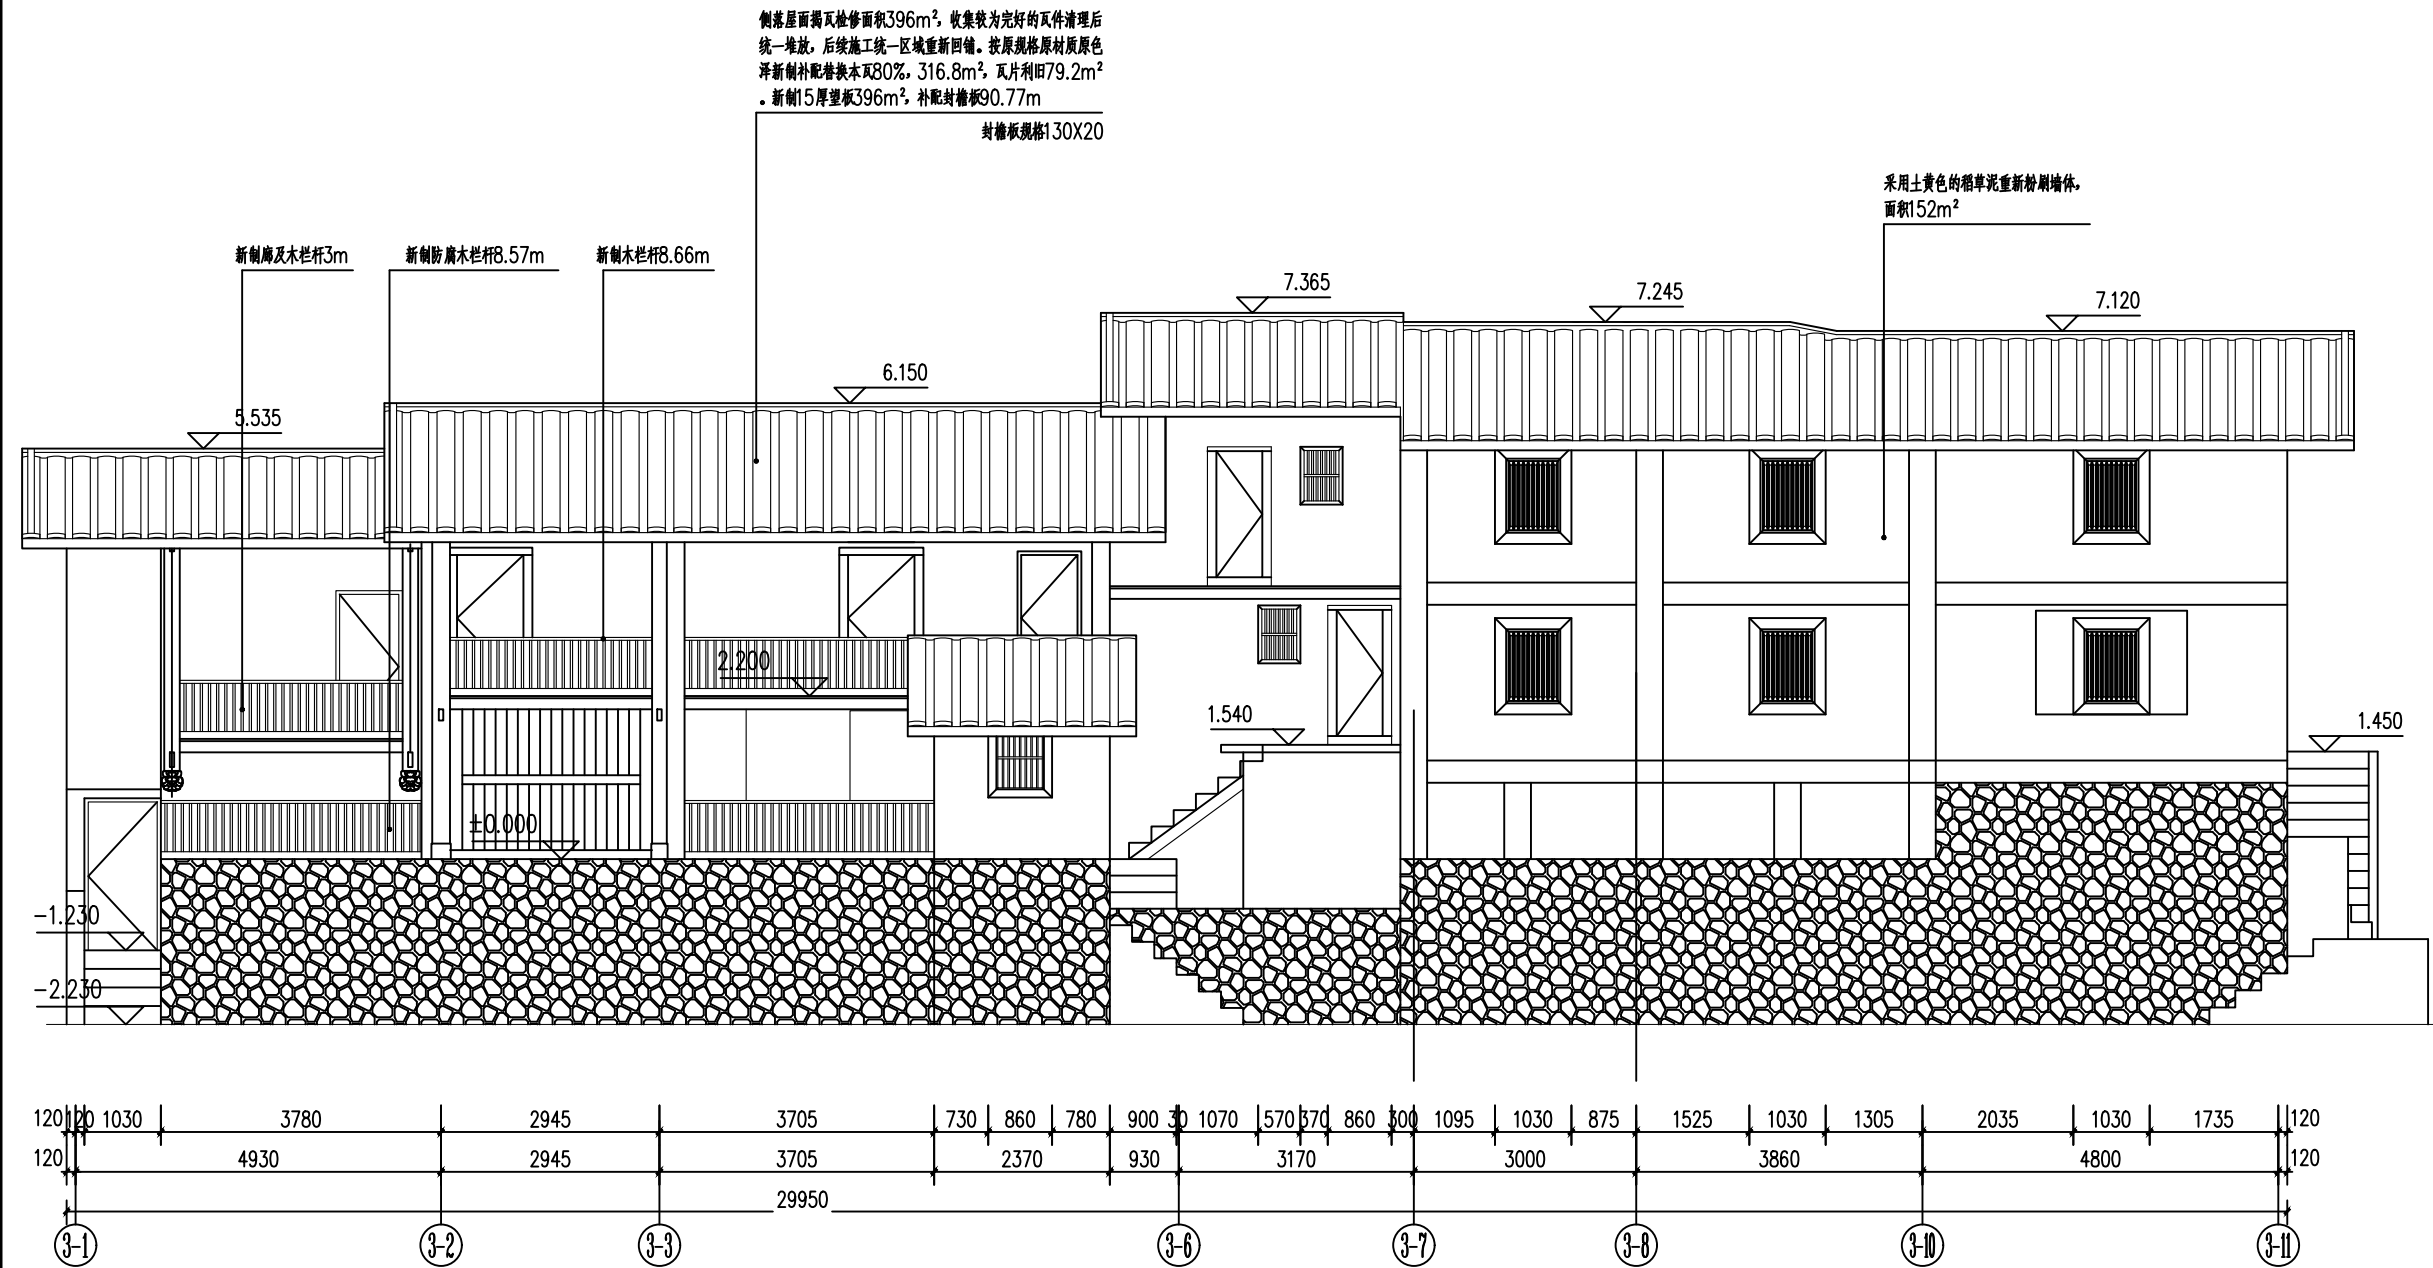 侧落屋面揭瓦检修面积396m²，收集较为完好的瓦件清理后
统一堆放，后续施工统一区域重新回铺。按原规格原材质原色
泽新制补配替换本瓦80%，316.8m²，瓦片利旧79.2m²
。新制15厚望板396m²，补配封檐板90.77m
封檐板规格130X20
采用土黄色的稻草泥重新粉刷墙体，
面积152m²
新制廊及木栏杆3m
新制防腐木栏杆8.57m
新制木栏杆8.66m
7.365
7.245
7.120
6.150
5.535
2.200
1.540
1.450
±0.000
-1.230
-2.230
120 120 1030 3780 2945 3705 730 860 780 900 30 1070 570 370 860 300 1095 1030 875 1525 1030 1305 2035 1030 1735 120
120 4930 2945 3705 2370 930 3170 3000 3860 4800 120
29950
3-1 3-2 3-3 3-6 3-7 3-8 3-10 3-11